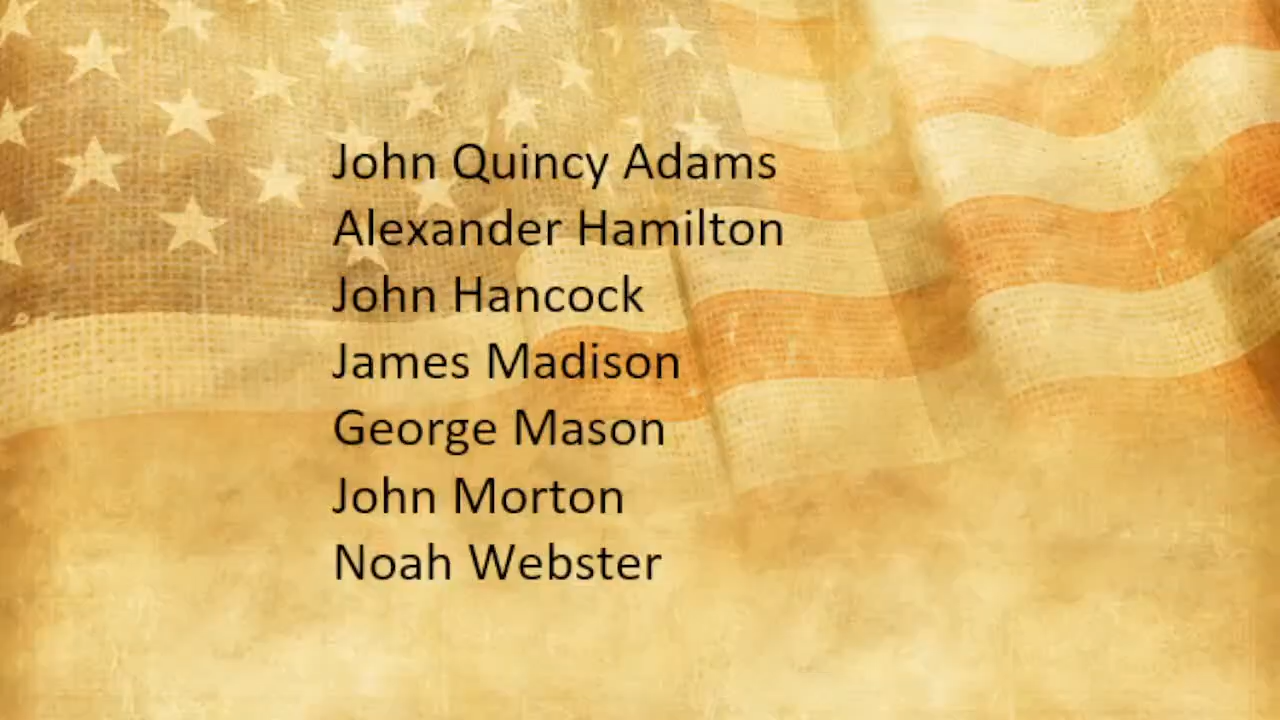 John Quincy Adams
Alexander Hamilton
John Hancock
James Madison
George Mason
John Morton
Noah Webster